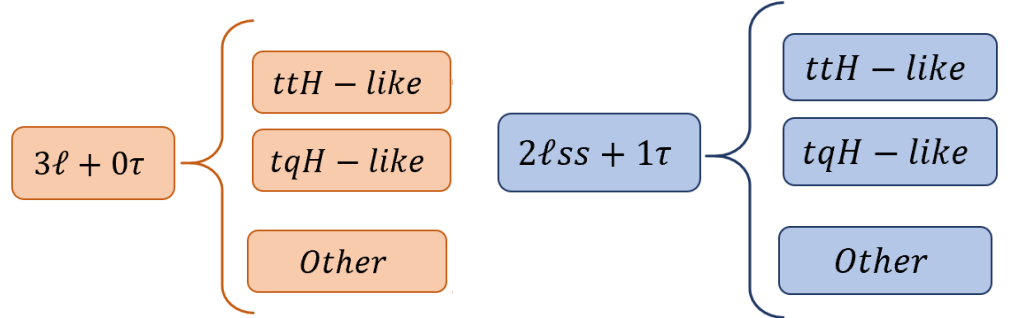 3ℓ + 0τ
ttH − like
tqH − like
Other
2ℓss + 1τ
ttH − like
tqH − like
Other